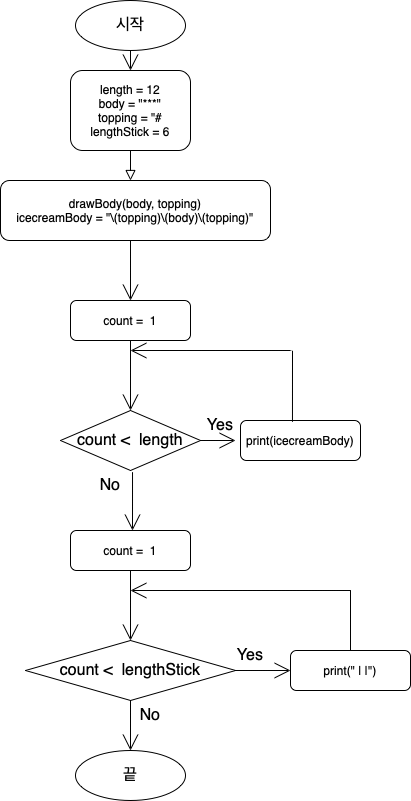 시작
length = 12
body = "***"
topping = "#
lengthStick = 6
drawBody(body, topping)
icecreamBody = "\(topping)\(body)\(topping)"
count =  1
count <  length
Yes
print(icecreamBody)
No
count =  1
count <  lengthStick
Yes
print(" | |")
No
끝